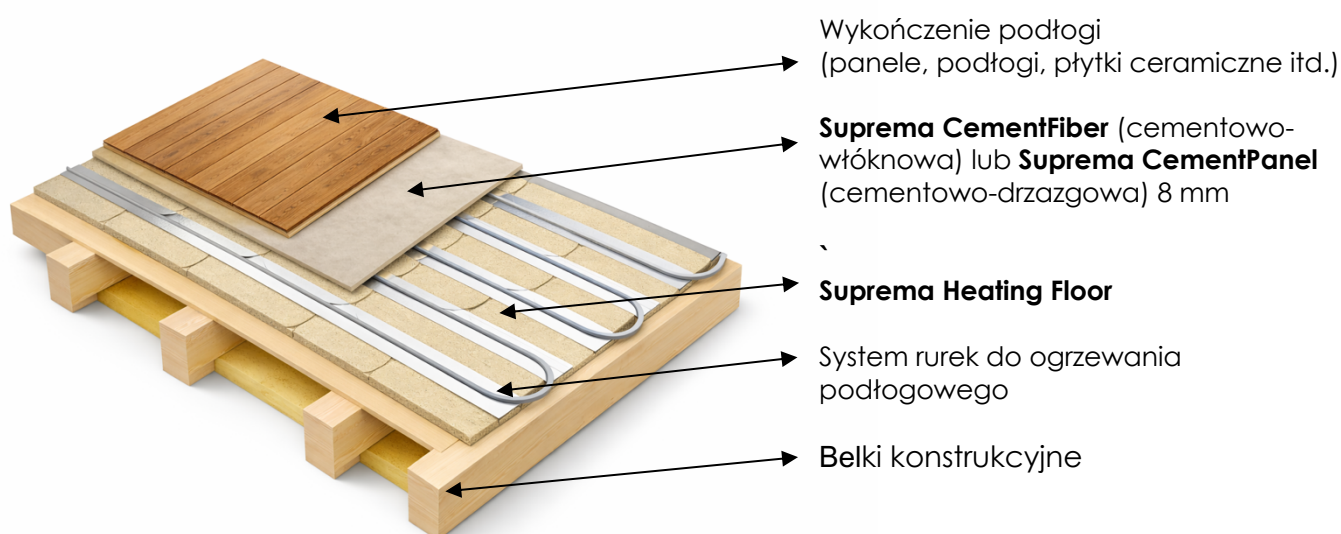 Wykończenie podłogi
(panele, podłogi, płytki ceramiczne itd.)
Suprema CementFiber (cementowo-
włóknowa) lub Suprema CementPanel
(cementowo-drzazgowa) 8 mm
`
Suprema Heating Floor
System rurek do ogrzewania
podłogowego
Belki konstrukcyjne